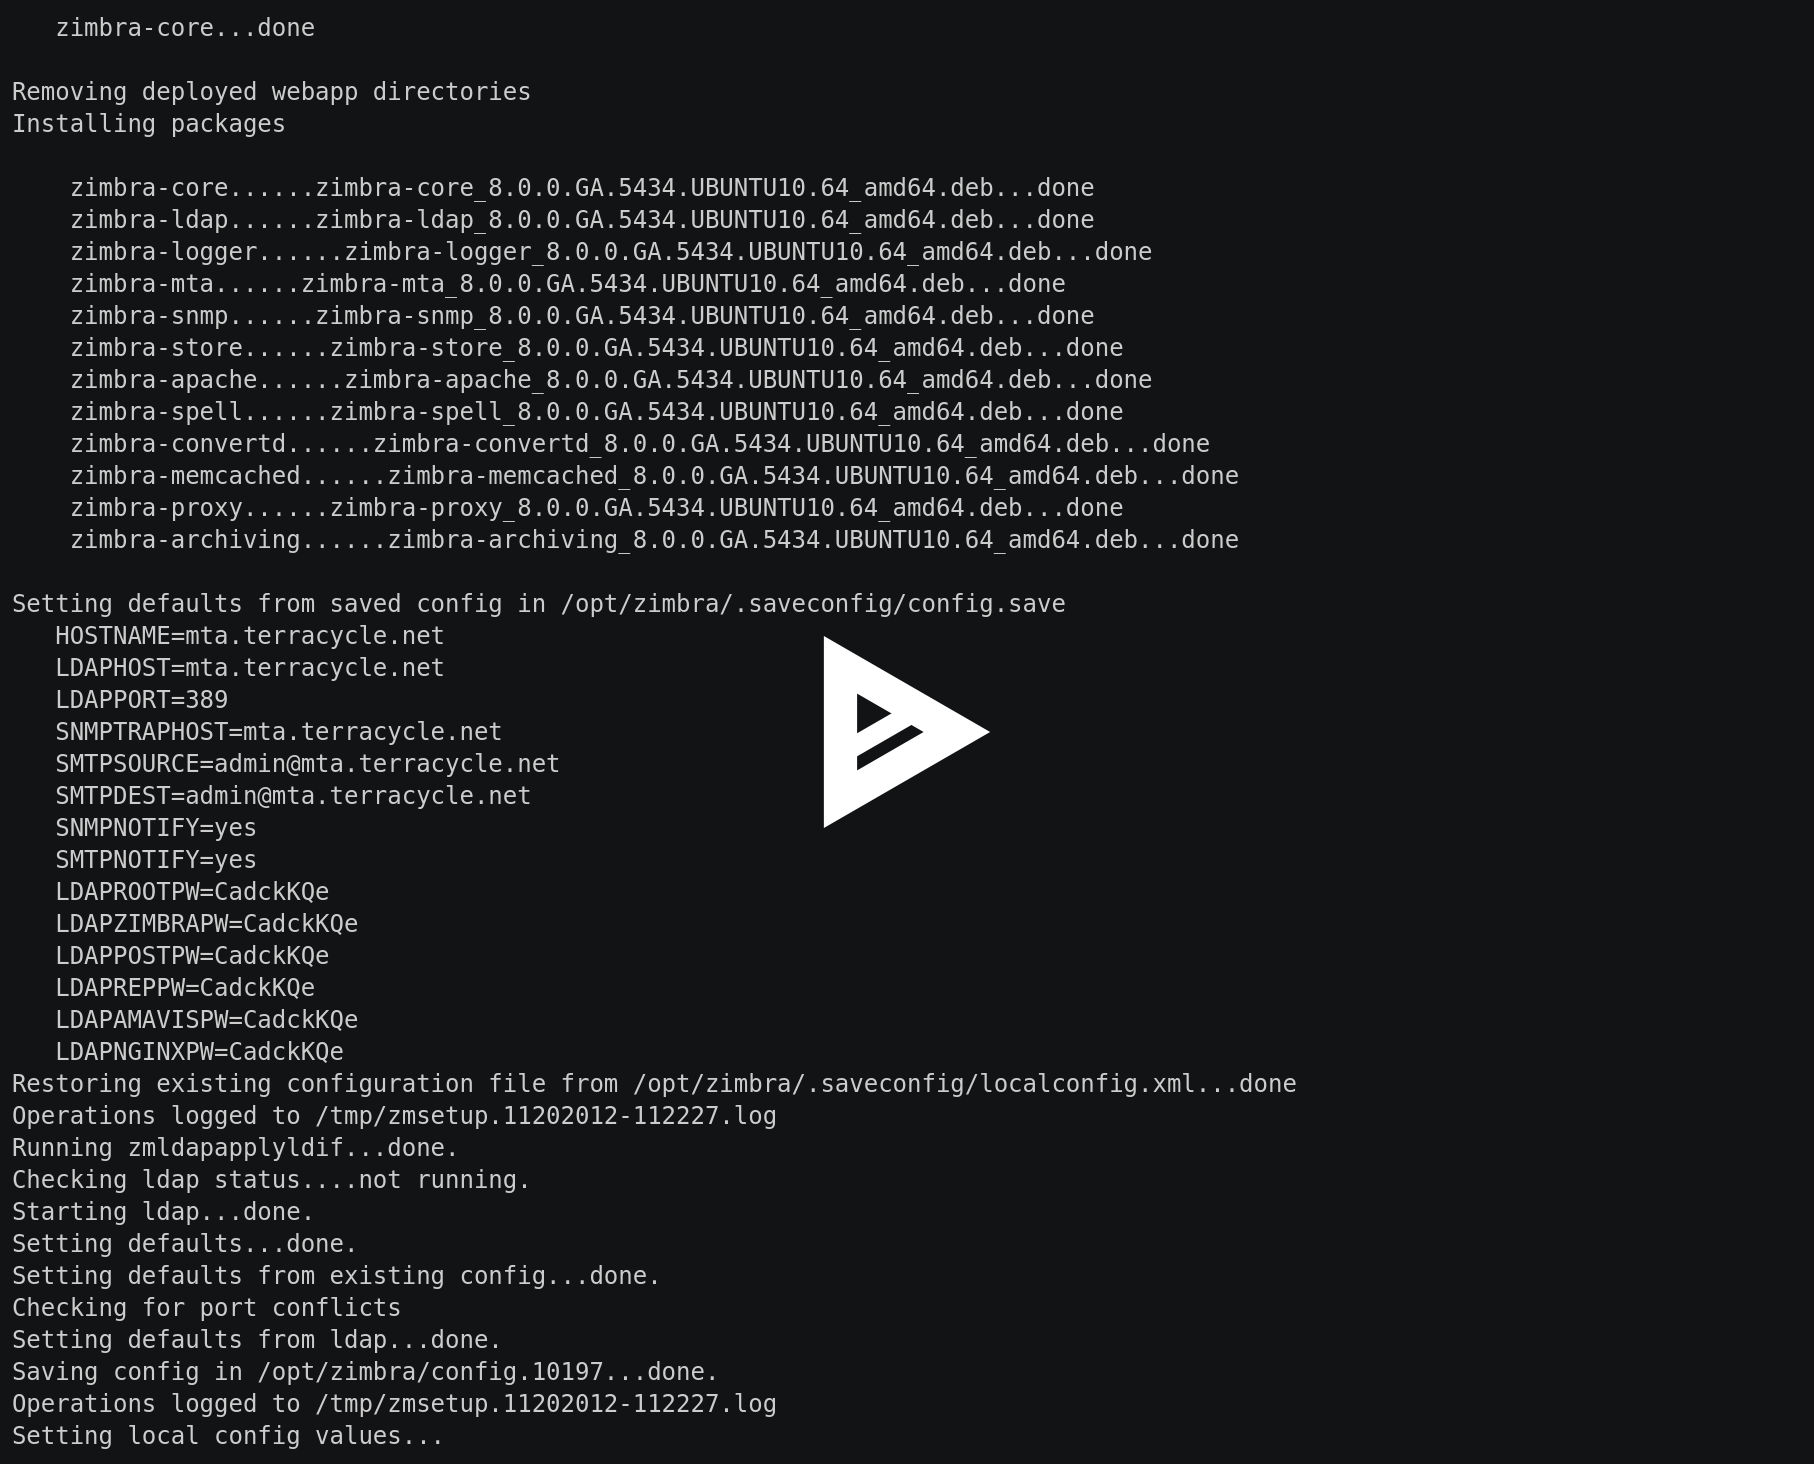 zimbra-core...done
Removing deployed webapp directories
Installing packages
zimbra-core......zimbra-core_8.0.0.GA.5434.UBUNTU10.64_amd64.deb...done
zimbra-ldap......zimbra-ldap_8.0.0.GA.5434.UBUNTU10.64_amd64.deb...done
zimbra-logger......zimbra-logger_8.0.0.GA.5434.UBUNTU10.64_amd64.deb...done
zimbra-mta......zimbra-mta_8.0.0.GA.5434.UBUNTU10.64_amd64.deb...done
zimbra-snmp......zimbra-snmp_8.0.0.GA.5434.UBUNTU10.64_amd64.deb...done
zimbra-store......zimbra-store_8.0.0.GA.5434.UBUNTU10.64_amd64.deb...done
zimbra-apache......zimbra-apache_8.0.0.GA.5434.UBUNTU10.64_amd64.deb...done
zimbra-spell......zimbra-spell_8.0.0.GA.5434.UBUNTU10.64_amd64.deb...done
zimbra-convertd......zimbra-convertd_8.0.0.GA.5434.UBUNTU10.64_amd64.deb...done
zimbra-memcached......zimbra-memcached_8.0.0.GA.5434.UBUNTU10.64_amd64.deb...done
zimbra-proxy......zimbra-proxy_8.0.0.GA.5434.UBUNTU10.64_amd64.deb...done
zimbra-archiving......zimbra-archiving_8.0.0.GA.5434.UBUNTU10.64_amd64.deb...done
Setting defaults from saved config in /opt/zimbra/.saveconfig/config.save
HOSTNAME=mta.terracycle.net
LDAPHOST=mta.terracycle.net
LDAPPORT=389
SNMPTRAPHOST=mta.terracycle.net
SMTPSOURCE=admin@mta.terracycle.net
SMTPDEST=admin@mta.terracycle.net
SNMPNOTIFY=yes
SMTPNOTIFY=yes
LDAPROOTPW=CadckKQe
LDAPZIMBRAPW=CadckKQe
LDAPPOSTPW=CadckKQe
LDAPREPPW=CadckKQe
LDAPAMAVISPW=CadckKQe
LDAPNGINXPW=CadckKQe
Restoring existing configuration file from /opt/zimbra/.saveconfig/localconfig.xml...done
Operations logged to /tmp/zmsetup.11202012-112227.log
Running zmldapapplyldif...done.
Checking ldap status....not running.
Starting ldap...done.
Setting defaults...done.
Setting defaults from existing config...done.
Checking for port conflicts
Setting defaults from ldap...done.
Saving config in /opt/zimbra/config.10197...done.
Operations logged to /tmp/zmsetup.11202012-112227.log
Setting local config values...